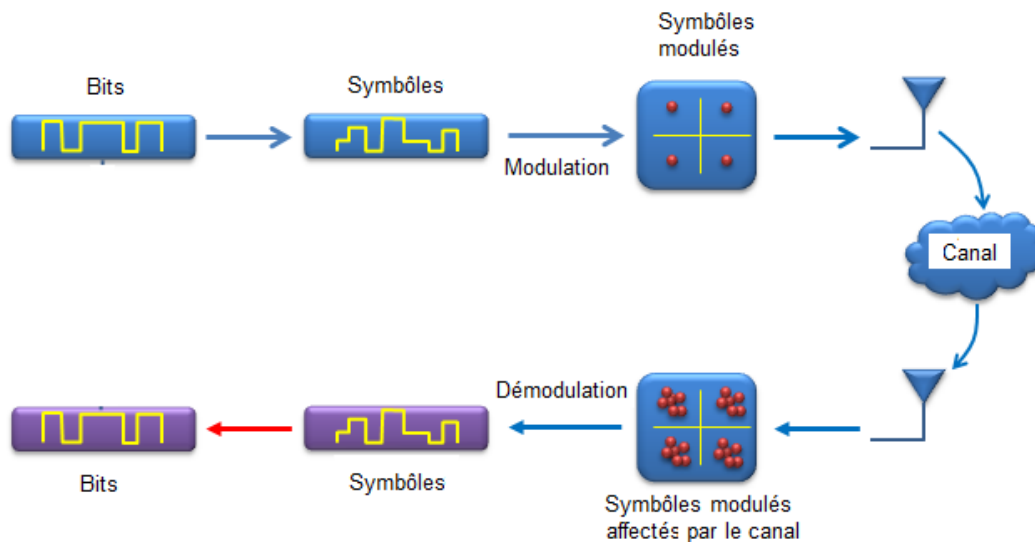 Bits
Symbôles
Symbôles
modulés
Modulation
Canal
Démodulation
Bits
Symbôles
Symbôles modulés
affectés par le canal